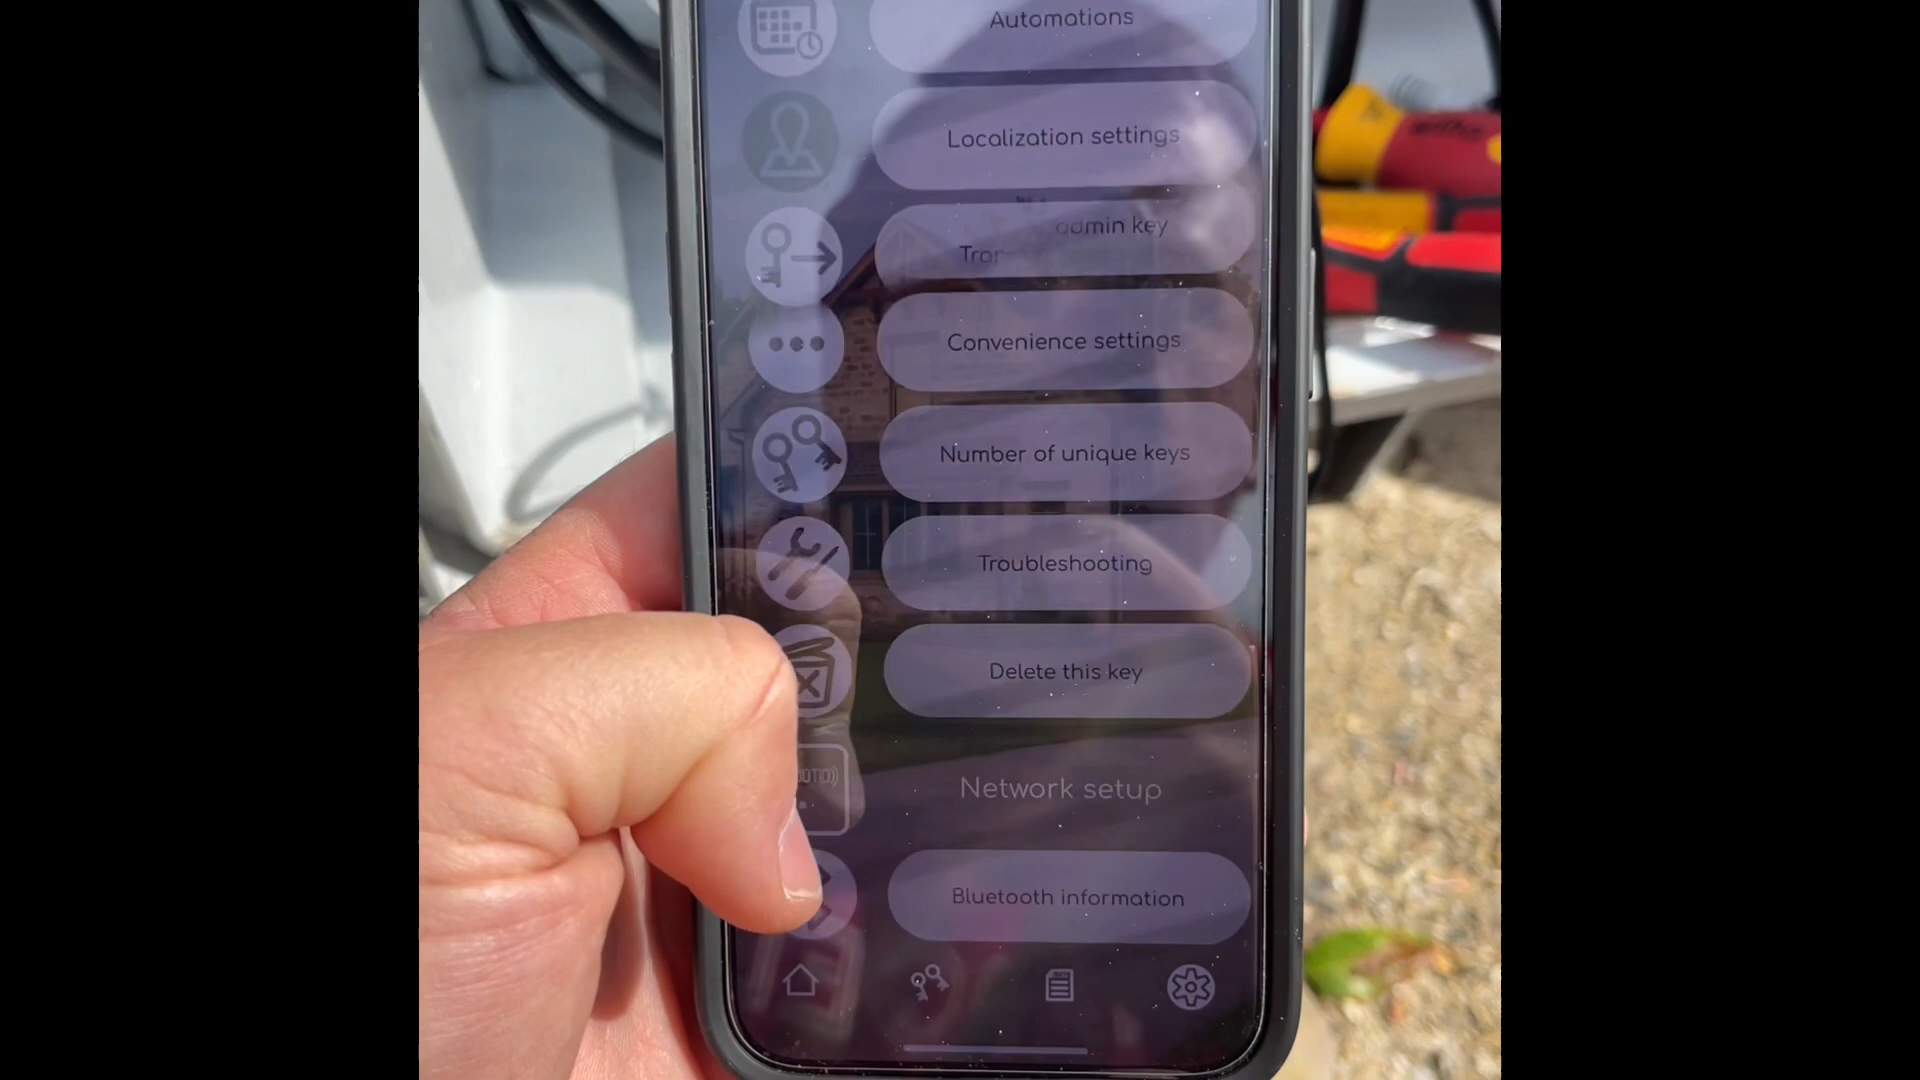 Automations
Localization settings
admin key
Convenience settings
Number of unique keys
Troubleshooting
Delete this key
Network setup
Bluetooth information